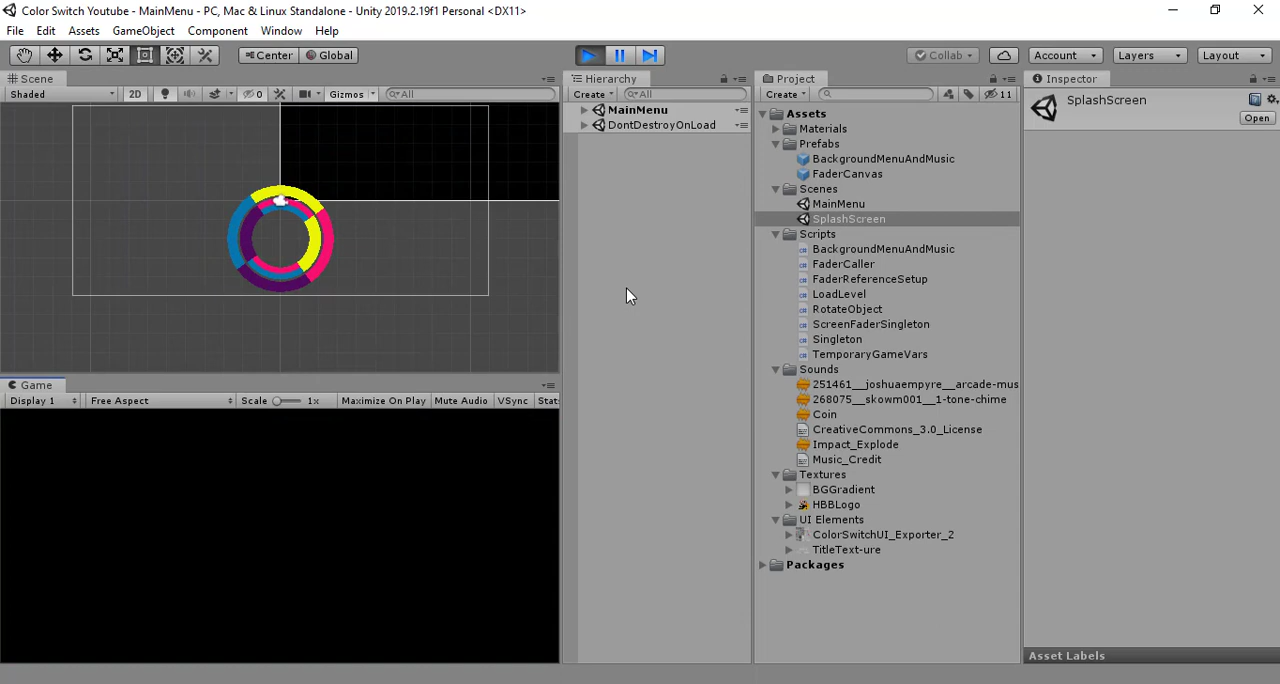 Color Switch Youtube - MainMenu - PC, Mac & Linux Standalone - Unity 2019.2.19f1 Personal <DX11>
File Edit Assets GameObject Component Window Help
Center Global Collab Account Layers Layout
Scene
Shaded 2D 0 Gizmos All
Hierarchy
Create All
MainMenu
DontDestroyOnLoad
Project
Create 11
Assets
Materials
Prefabs
BackgroundMenuAndMusic
FaderCanvas
Scenes
MainMenu
SplashScreen
Scripts
BackgroundMenuAndMusic
FaderCaller
FaderReferenceSetup
LoadLevel
RotateObject
ScreenFaderSingleton
Singleton
TemporaryGameVars
Sounds
251461__joshuaempyre__arcade-mus
268075__skowm001__1-tone-chime
Coin
CreativeCommons_3.0_License
Impact_Explode
Music_Credit
Textures
BGGradient
HBBLogo
UI Elements
ColorSwitchUI_Exporter_2
TitleText-ure
Packages
Inspector
SplashScreen
Open
Asset Labels
Game
Display 1 Free Aspect Scale 1x Maximize On Play Mute Audio VSync Stats